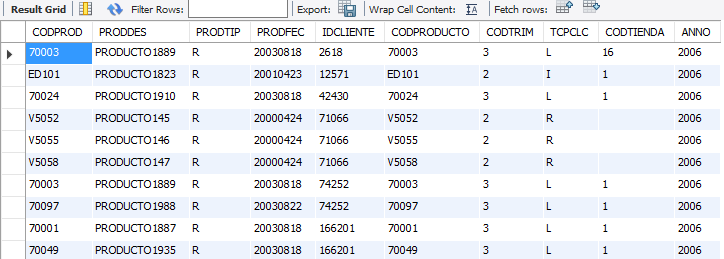 Result Grid Filter Rows: Export: Wrap Cell Content: IA Fetch rows:
CODPROD PRODDES PRODTIP PRODFEC IDCLIENTE CODPRODUCTO CODTRIM TCPCLC CODTIENDA ANNO
70003 PRODUCTO1889 R 20030818 2618 70003 3 L 16 2006
ED101 PRODUCTO1823 R 20010423 12571 ED101 2 I 1 2006
70024 PRODUCTO1910 R 20030818 42430 70024 3 L 1 2006
V5052 PRODUCTO145 R 20000424 71066 V5052 2 R 2006
V5055 PRODUCTO146 R 20000424 71066 V5055 2 R 2006
V5058 PRODUCTO147 R 20000424 71066 V5058 2 R 2006
70003 PRODUCTO1889 R 20030818 74252 70003 3 L 1 2006
70097 PRODUCTO1988 R 20030822 74252 70097 3 L 1 2006
70001 PRODUCTO1887 R 20030818 166201 70001 3 L 1 2006
70049 PRODUCTO1935 R 20030818 166201 70049 3 L 1 2006